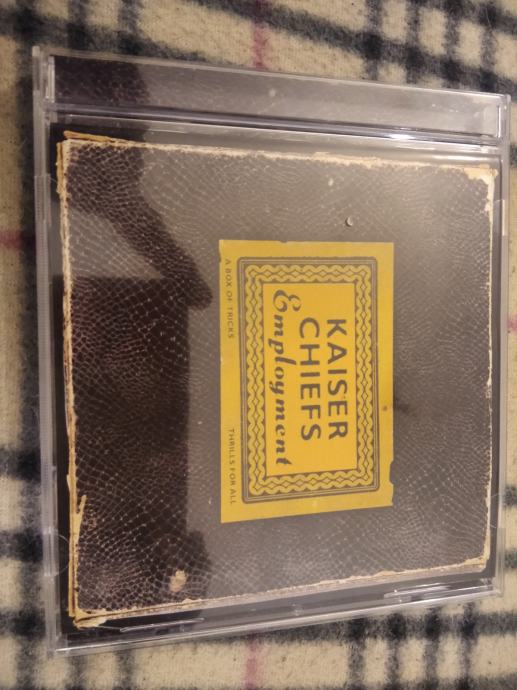 KAISER
CHIEFS
Employment
A BOX OF TRICKS THRILLS FOR ALL